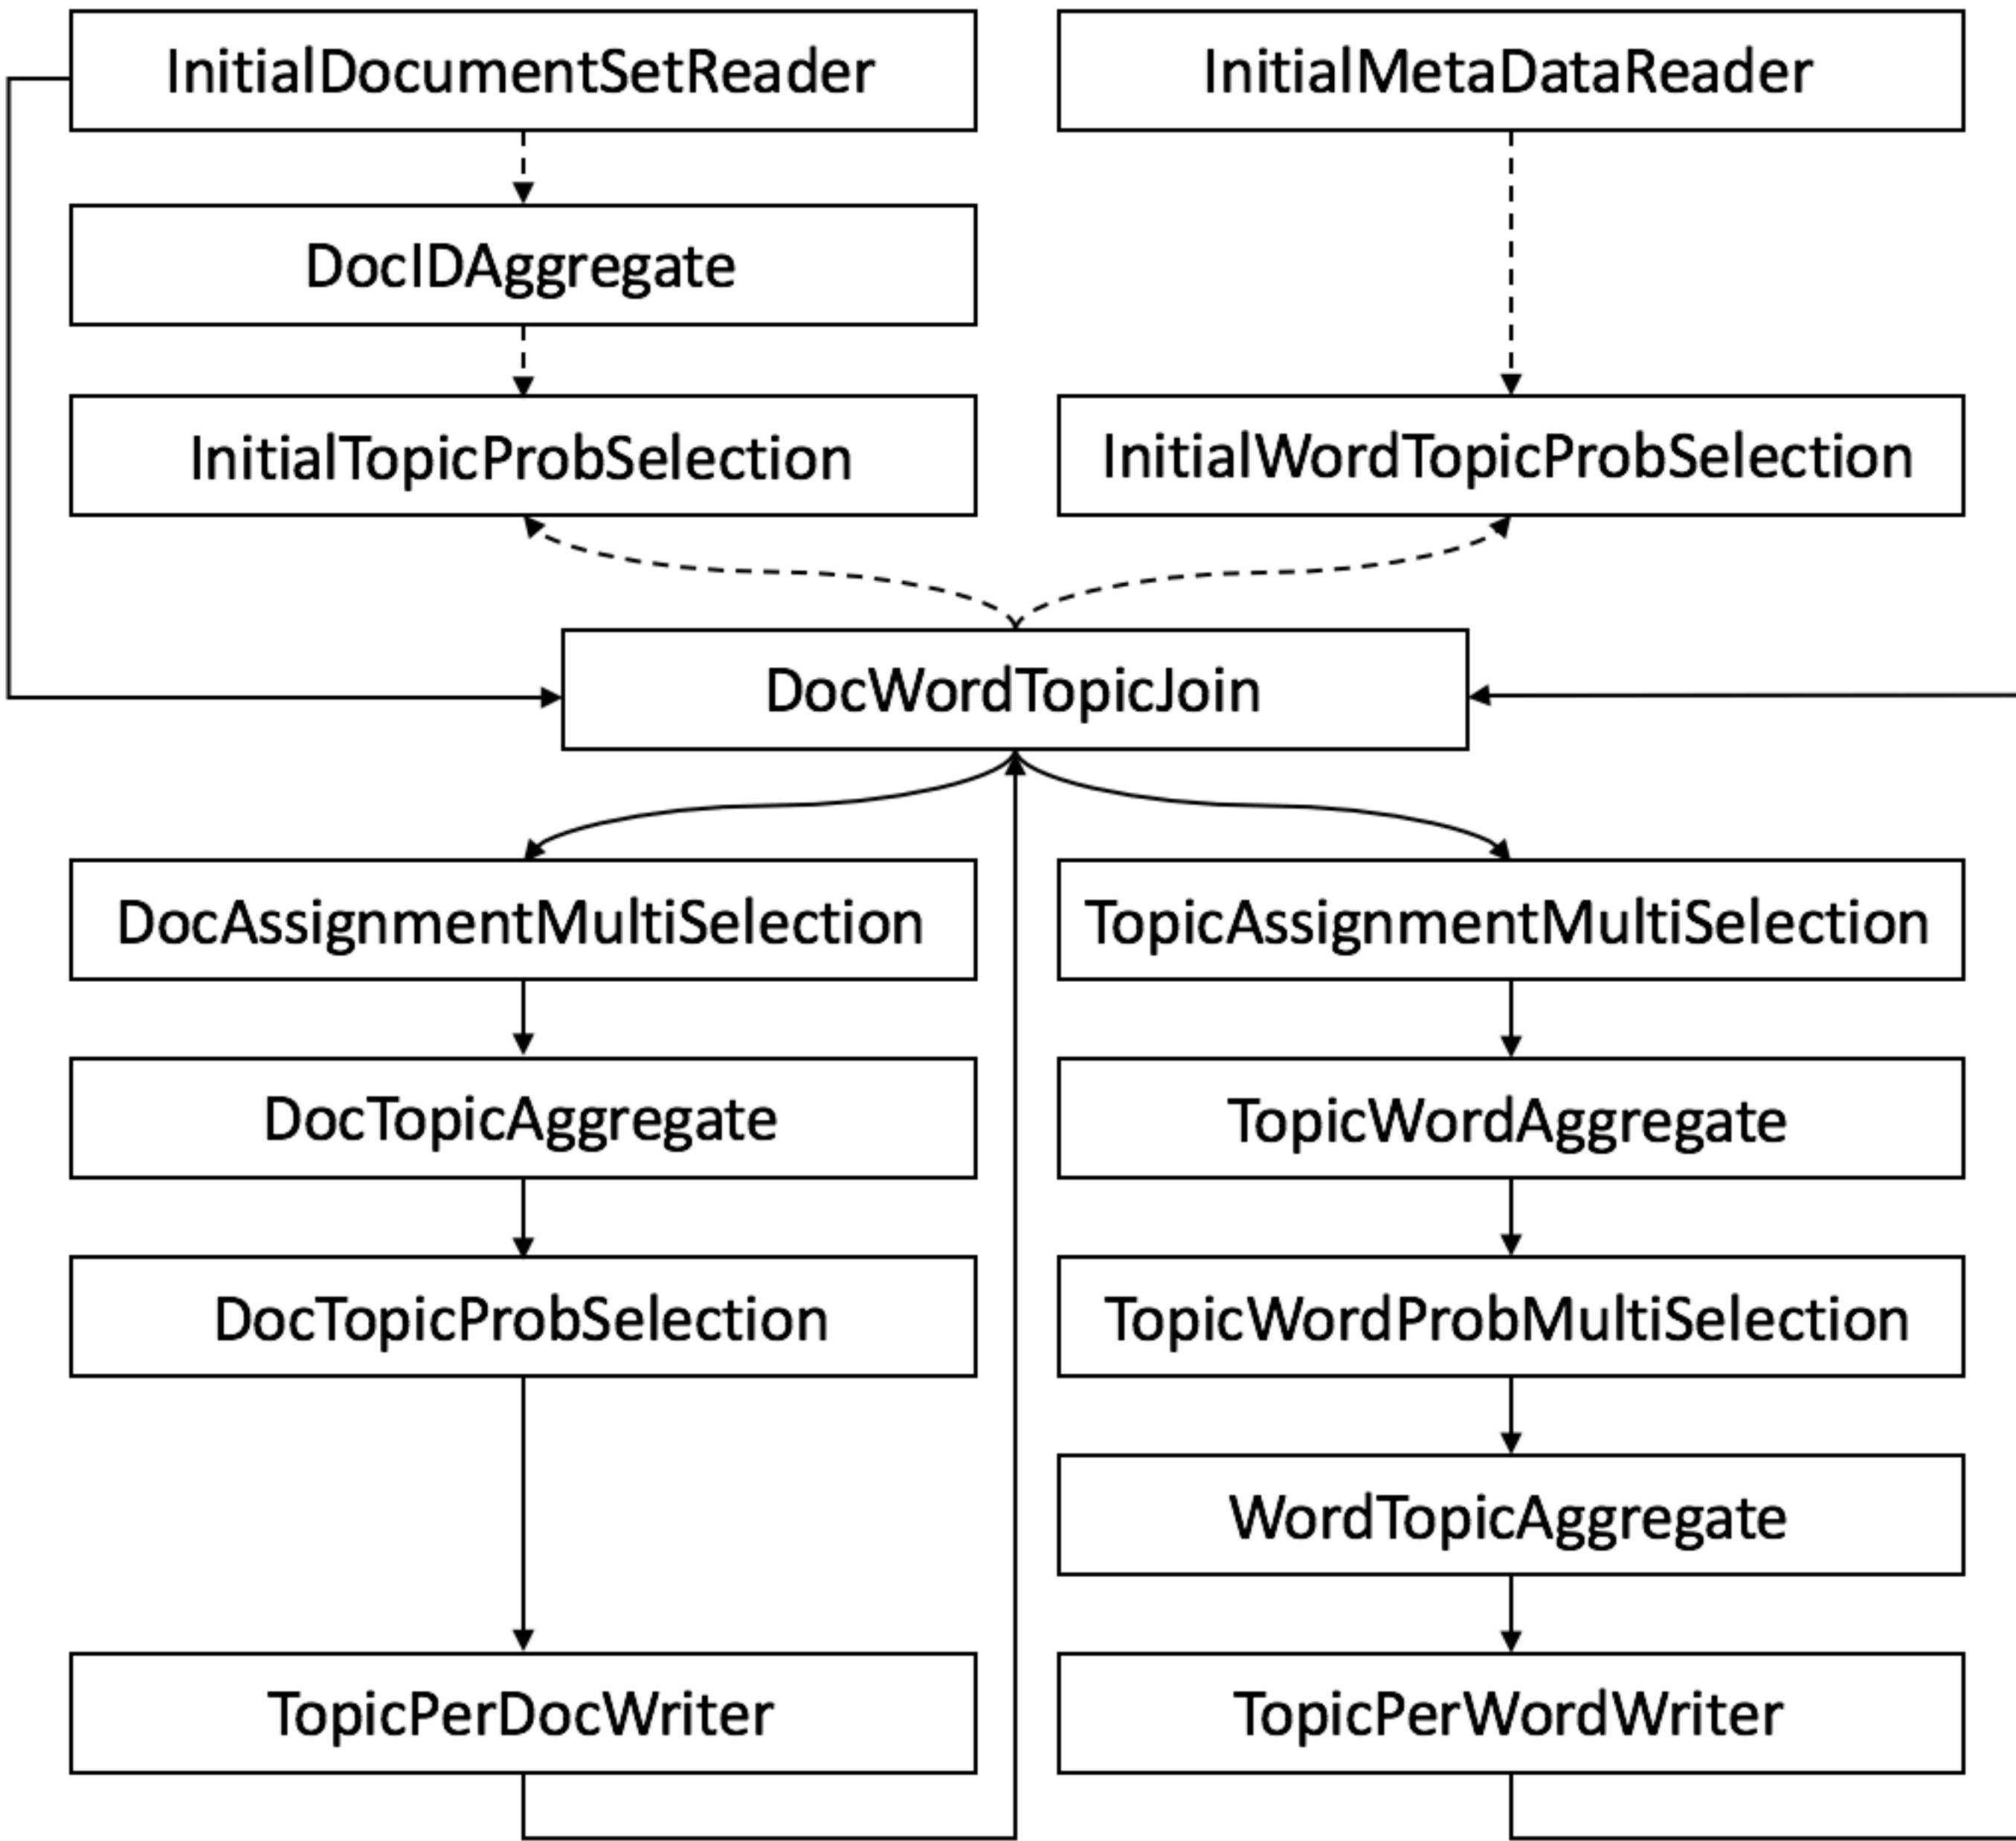 InitialDocumentSetReader
InitialMetaDataReader
DocIDAggregate
InitialTopicProbSelection
InitialWordTopicProbSelection
DocWordTopicJoin
DocAssignmentMultiSelection
TopicAssignmentMultiSelection
DocTopicAggregate
TopicWordAggregate
DocTopicProbSelection
TopicWordProbMultiSelection
WordTopicAggregate
TopicPerDocWriter
TopicPerWordWriter